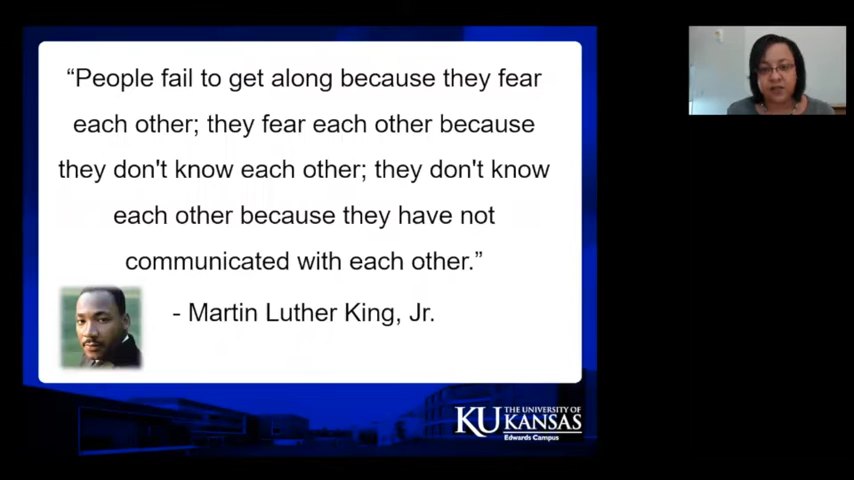 “People fail to get along because they fear
each other; they fear each other because
they don't know each other; they don't know
each other because they have not
communicated with each other.”
- Martin Luther King, Jr.
KU THE UNIVERSITY OF
KANSAS
Edwards Campus